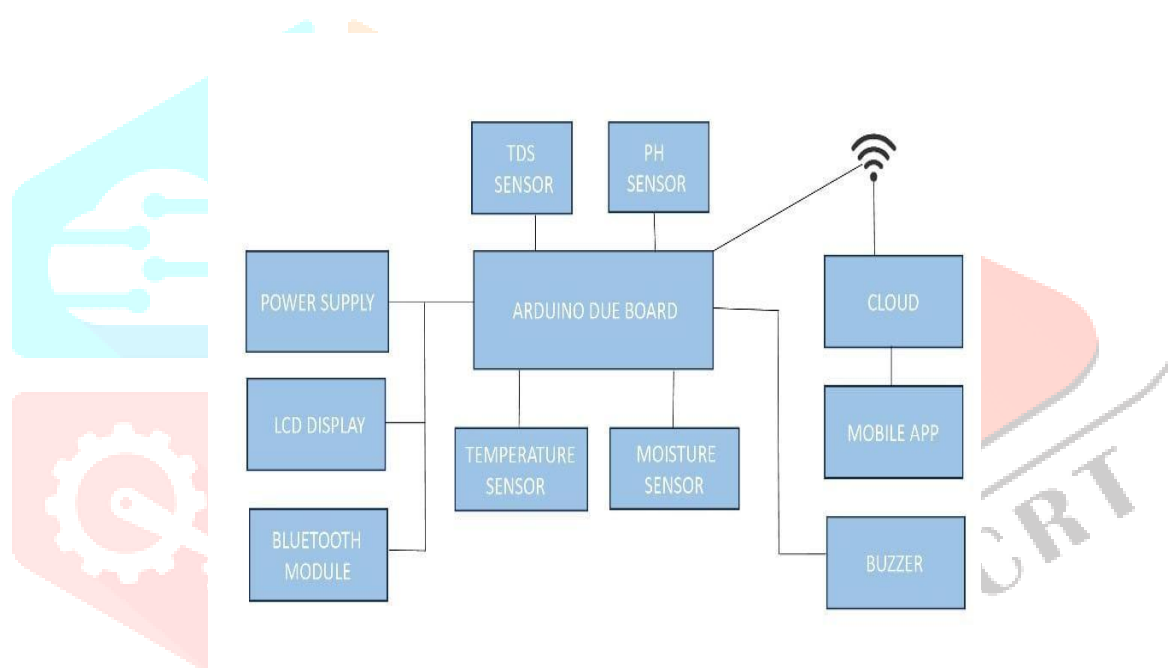 TDS
SENSOR
PH
SENSOR
POWER SUPPLY
ARDUINO DUE BOARD
CLOUD
LCD DISPLAY
TEMPERATURE
SENSOR
MOISTURE
SENSOR
MOBILE APP
BLUETOOTH
MODULE
BUZZER
CRT